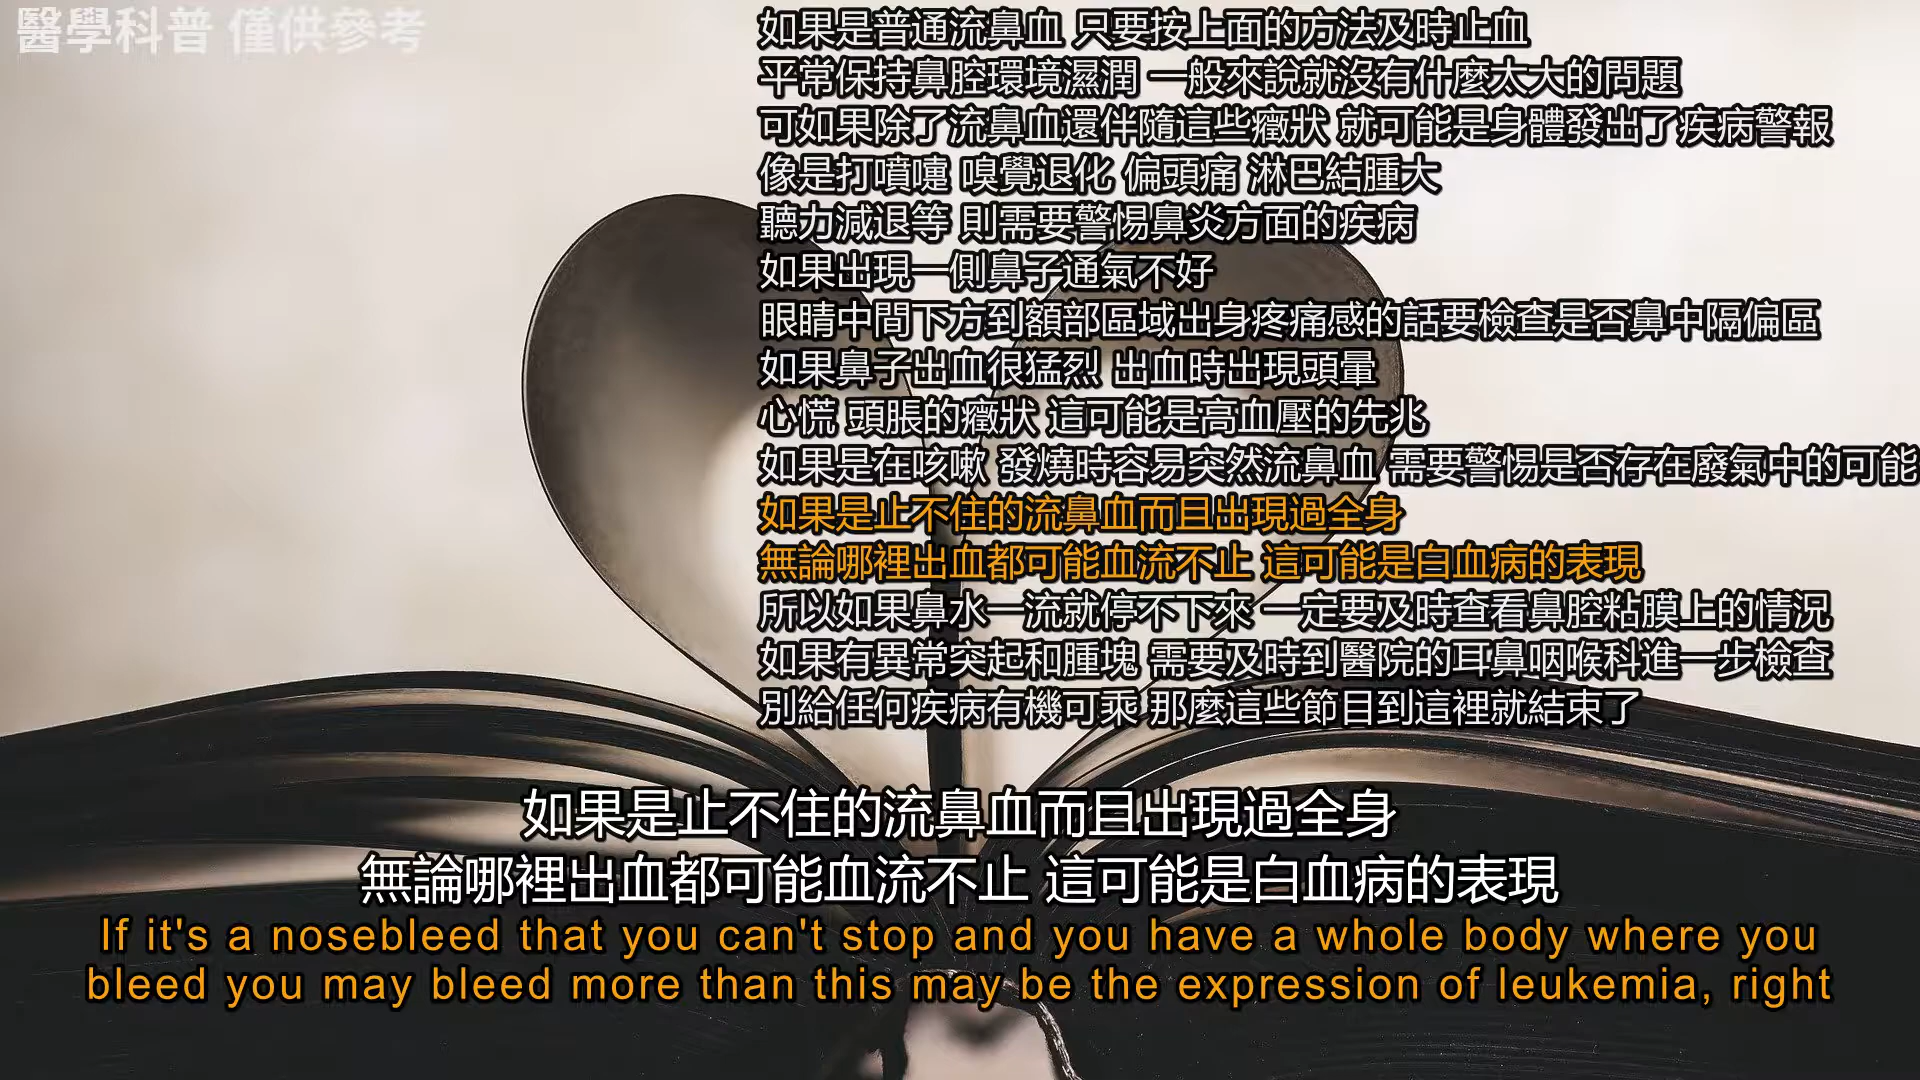 醫學科普 僅供參考
如果是普通流鼻血 只要按上面的方法及時止血
平常保持鼻腔環境濕潤 一般來說就沒有什麼太大的問題
可如果除了流鼻血還伴隨這些癥狀 就可能是身體發出了疾病警報
像是打噴嚏 嗅覺退化 偏頭痛 淋巴結腫大
聽力減退等 則需要警惕鼻炎方面的疾病
如果出現一側鼻子通氣不好
眼睛中間下方到額部區域出身疼痛感的話要檢查是否鼻中隔偏區
如果鼻子出血很猛烈 出血時出現頭暈
心慌 頭脹的癥狀 這可能是高血壓的先兆
如果是在咳嗽 發燒時容易突然流鼻血 需要警惕是否存在廢氣中的可能
如果是止不住的流鼻血而且出現過全身
無論哪裡出血都可能血流不止 這可能是白血病的表現
所以如果鼻水一流就停不下來 一定要及時查看鼻腔粘膜上的情況
如果有異常突起和腫塊 需要及時到醫院的耳鼻咽喉科進一步檢查
別給任何疾病有機可乘 那麼這些節目到這裡就結束了
如果是止不住的流鼻血而且出現過全身
無論哪裡出血都可能血流不止 這可能是白血病的表現
If it's a nosebleed that you can't stop and you have a whole body where you
bleed you may bleed more than this may be the expression of leukemia, right